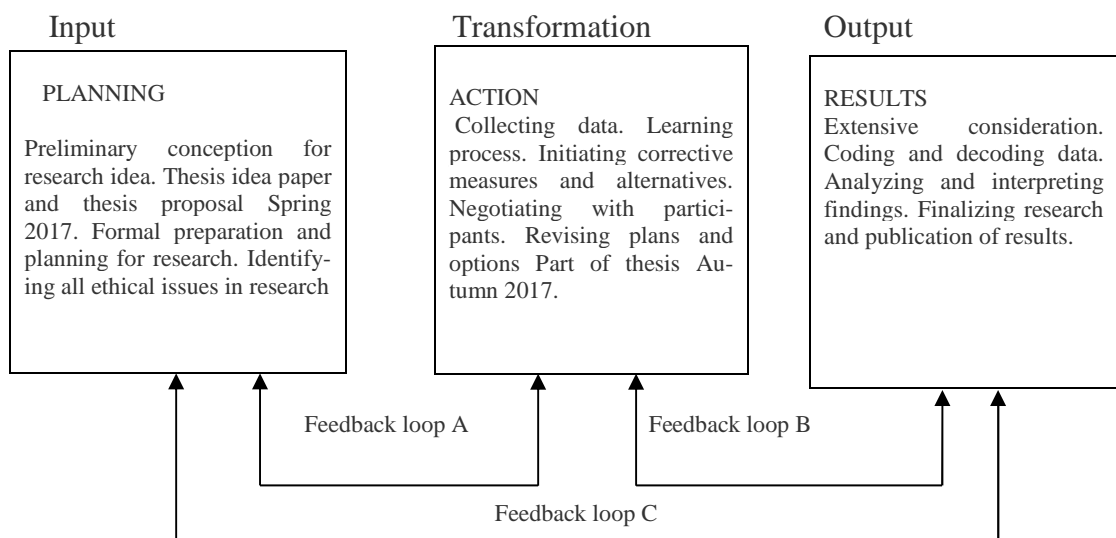 Input
Transformation
Output
PLANNING
Preliminary conception for
research idea. Thesis idea paper
and thesis proposal Spring
2017. Formal preparation and
planning for research. Identify-
ing all ethical issues in research
ACTION
Collecting data. Learning
process. Initiating corrective
measures and alternatives.
Negotiating with partici-
pants. Revising plans and
options Part of thesis Au-
tumn 2017.
RESULTS
Extensive consideration.
Coding and decoding data.
Analyzing and interpreting
findings. Finalizing research
and publication of results.
Feedback loop A
Feedback loop B
Feedback loop C